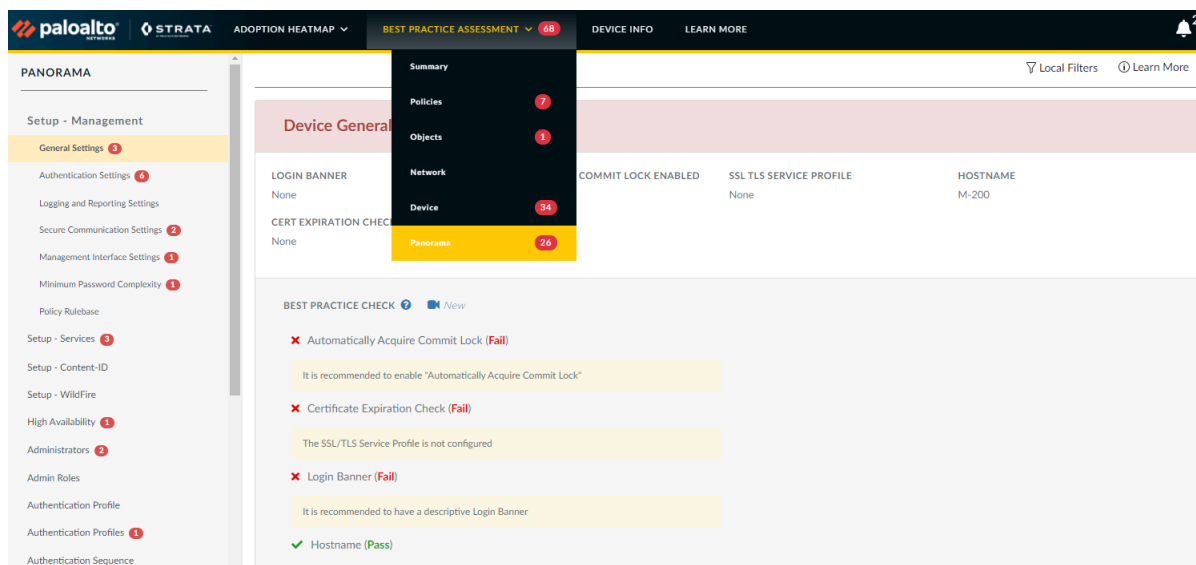 paloalto NETWORKS STRATA ADOPTION HEATMAP BEST PRACTICE ASSESSMENT 68 DEVICE INFO LEARN MORE 2
PANORAMA
Setup - Management
General Settings 3
Authentication Settings 6
Logging and Reporting Settings
Secure Communication Settings 2
Management Interface Settings 1
Minimum Password Complexity 1
Policy Rulebase
Setup - Services 3
Setup - Content-ID
Setup - WildFire
High Availability 1
Administrators 2
Admin Roles
Authentication Profile
Authentication Profiles 1
Authentication Sequence
Summary
Policies 7
Objects 1
Network
Device 34
Panorama 26
Local Filters Learn More
Device General
LOGIN BANNER COMMIT LOCK ENABLED SSL TLS SERVICE PROFILE HOSTNAME
None None M-200
CERT EXPIRATION CHEC
None
BEST PRACTICE CHECK ? New
Automatically Acquire Commit Lock (Fail)
It is recommended to enable "Automatically Acquire Commit Lock"
Certificate Expiration Check (Fail)
The SSL/TLS Service Profile is not configured
Login Banner (Fail)
It is recommended to have a descriptive Login Banner
Hostname (Pass)